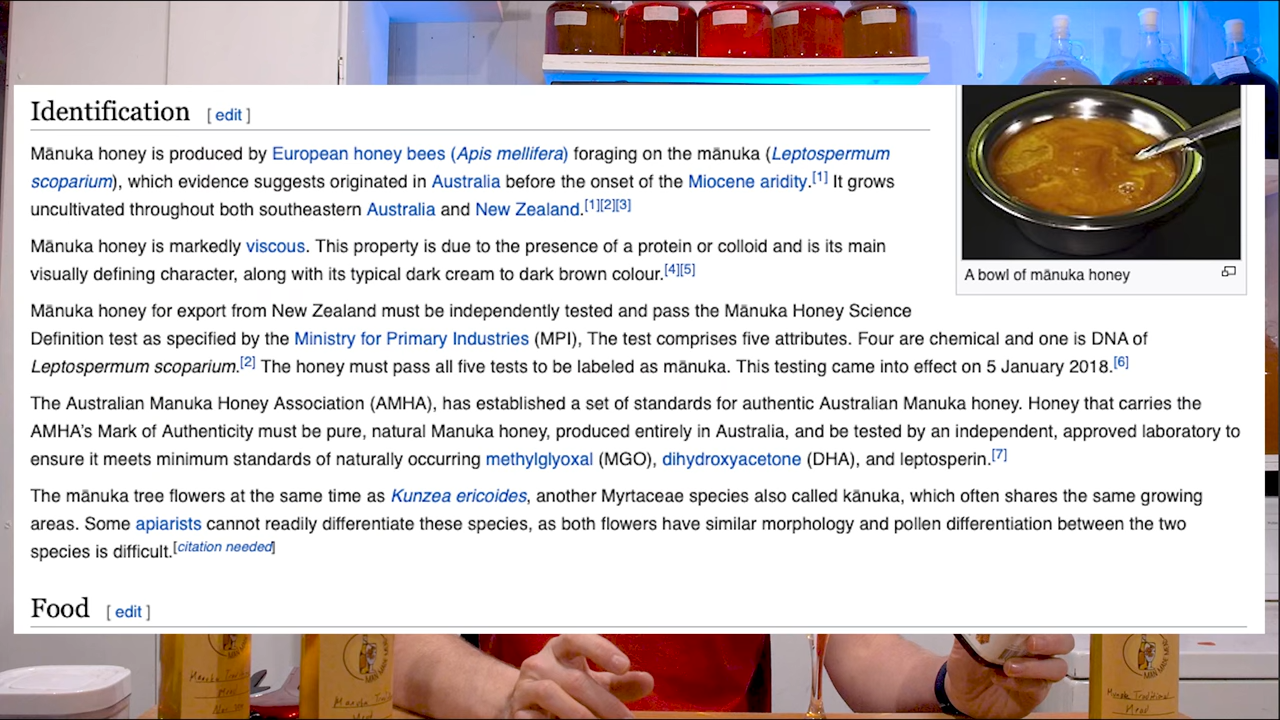 Identification [ edit ]
Mānuka honey is produced by European honey bees (Apis mellifera) foraging on the mānuka (Leptospermum
scoparium), which evidence suggests originated in Australia before the onset of the Miocene aridity.[1] It grows
uncultivated throughout both southeastern Australia and New Zealand.[1][2][3]
Mānuka honey is markedly viscous. This property is due to the presence of a protein or colloid and is its main
visually defining character, along with its typical dark cream to dark brown colour.[4][5]
A bowl of mānuka honey
Mānuka honey for export from New Zealand must be independently tested and pass the Mānuka Honey Science
Definition test as specified by the Ministry for Primary Industries (MPI), The test comprises five attributes. Four are chemical and one is DNA of
Leptospermum scoparium.[2] The honey must pass all five tests to be labeled as mānuka. This testing came into effect on 5 January 2018.[6]
The Australian Manuka Honey Association (AMHA), has established a set of standards for authentic Australian Manuka honey. Honey that carries the
AMHA's Mark of Authenticity must be pure, natural Manuka honey, produced entirely in Australia, and be tested by an independent, approved laboratory to
ensure it meets minimum standards of naturally occurring methylglyoxal (MGO), dihydroxyacetone (DHA), and leptosperin.[7]
The mānuka tree flowers at the same time as Kunzea ericoides, another Myrtaceae species also called kānuka, which often shares the same growing
areas. Some apiarists cannot readily differentiate these species, as both flowers have similar morphology and pollen differentiation between the two
species is difficult.[citation needed]
Food [ edit ]
Manuka Traditional
Mead